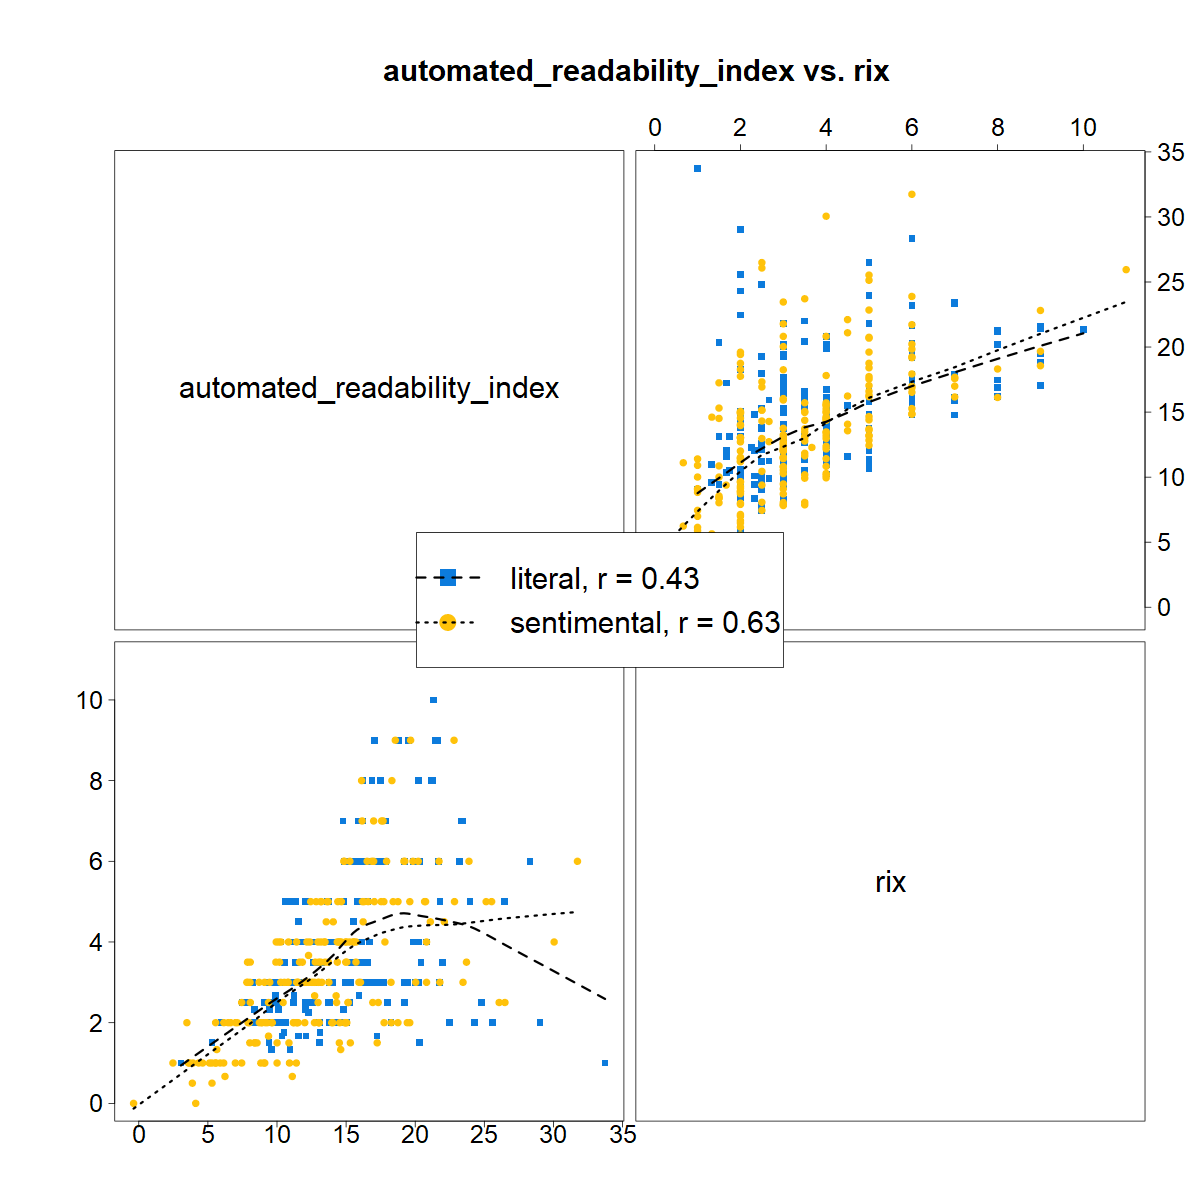 automated_readability_index vs. rix
0 2 4 6 8 10
35
30
25
20
15
10
5
0
automated_readability_index
literal, r = 0.43
sentimental, r = 0.63
10
8
6
4
2
0
rix
0 5 10 15 20 25 30 35